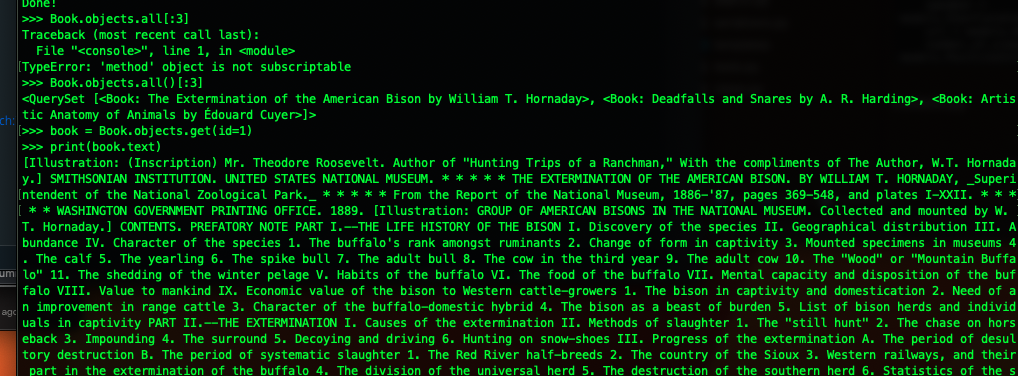 Done!
>>> Book.objects.all[:3]
Traceback (most recent call last):
  File "<console>", line 1, in <module>
TypeError: 'method' object is not subscriptable
>>> Book.objects.all()[:3]
<QuerySet [<Book: The Extermination of the American Bison by William T. Hornaday>, <Book: Deadfalls and Snares by A. R. Harding>, <Book: Artis
tic Anatomy of Animals by Édouard Cuyer>]>
>>> book = Book.objects.get(id=1)
>>> print(book.text)
[Illustration: (Inscription) Mr. Theodore Roosevelt. Author of "Hunting Trips of a Ranchman," With the compliments of The Author, W.T. Hornada
y.] SMITHSONIAN INSTITUTION. UNITED STATES NATIONAL MUSEUM. * * * * * THE EXTERMINATION OF THE AMERICAN BISON. BY WILLIAM T. HORNADAY, _Superi
ntendent of the National Zoological Park._ * * * * * From the Report of the National Museum, 1886-'87, pages 369-548, and plates I-XXII. * * *
 * * WASHINGTON GOVERNMENT PRINTING OFFICE. 1889. [Illustration: GROUP OF AMERICAN BISONS IN THE NATIONAL MUSEUM. Collected and mounted by W.
T. Hornaday.] CONTENTS. PREFATORY NOTE PART I.--THE LIFE HISTORY OF THE BISON I. Discovery of the species II. Geographical distribution III. A
bundance IV. Character of the species 1. The buffalo's rank amongst ruminants 2. Change of form in captivity 3. Mounted specimens in museums 4
. The calf 5. The yearling 6. The spike bull 7. The adult bull 8. The cow in the third year 9. The adult cow 10. The "Wood" or "Mountain Buffa
lo" 11. The shedding of the winter pelage V. Habits of the buffalo VI. The food of the buffalo VII. Mental capacity and disposition of the buf
falo VIII. Value to mankind IX. Economic value of the bison to Western cattle-growers 1. The bison in captivity and domestication 2. Need of a
n improvement in range cattle 3. Character of the buffalo-domestic hybrid 4. The bison as a beast of burden 5. List of bison herds and individ
uals in captivity PART II.--THE EXTERMINATION I. Causes of the extermination II. Methods of slaughter 1. The "still hunt" 2. The chase on hors
eback 3. Impounding 4. The surround 5. Decoying and driving 6. Hunting on snow-shoes III. Progress of the extermination A. The period of desul
tory destruction B. The period of systematic slaughter 1. The Red River half-breeds 2. The country of the Sioux 3. Western railways, and their
 part in the extermination of the buffalo 4. The division of the universal herd 5. The destruction of the southern herd 6. Statistics of the s